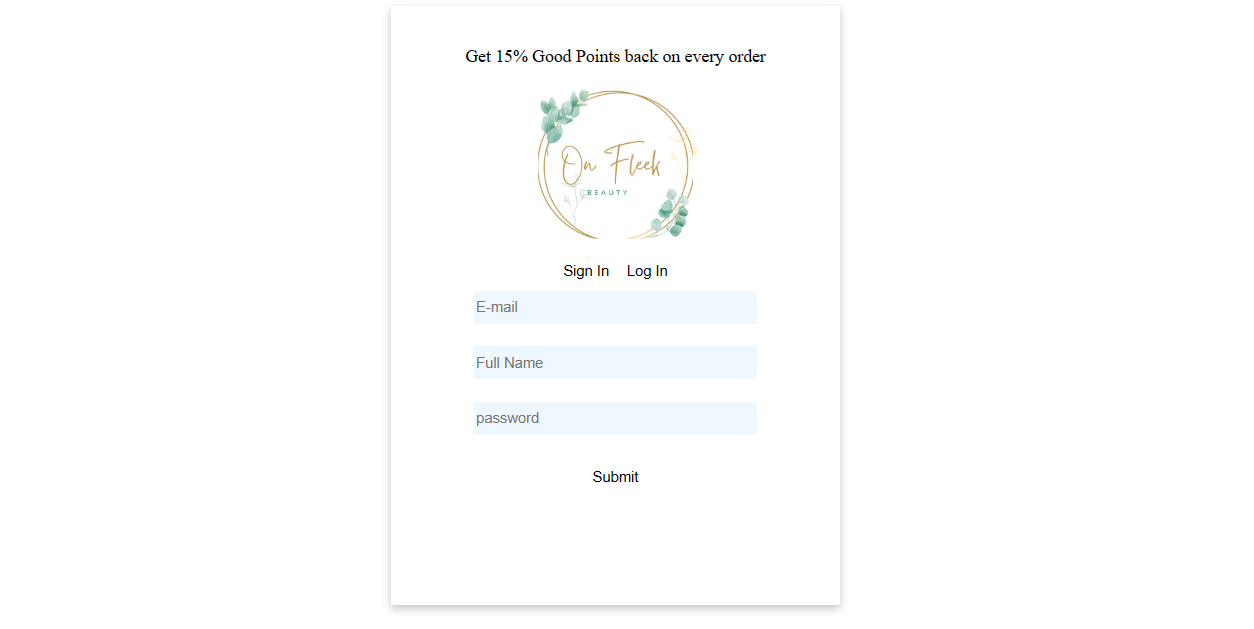 Get 15% Good Points back on every order
On Fleek
BEAUTY
Sign In Log In
E-mail
Full Name
password
Submit